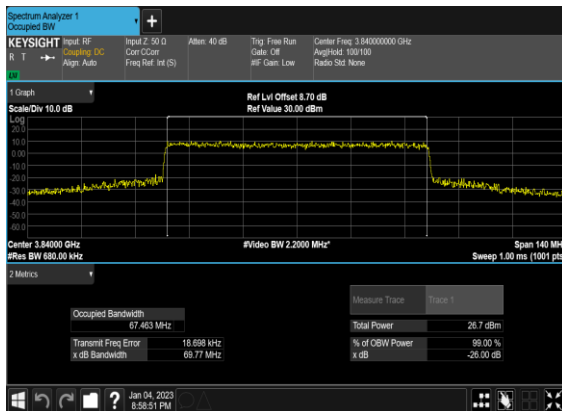 Spectrum Analyzer 1
Occupied BW
KEYSIGHT
R T
Input: RF
Coupling: DC
Align: Auto
Input Z: 50 Ω
Corr CCorr
Freq Ref: Int (S)
Atten: 40 dB
Trig: Free Run
Gate: Off
#IF Gain: Low
Center Freq: 3.840000000 GHz
Avg|Hold: 100/100
Radio Std: None
1 Graph
Scale/Div 10.0 dB
Ref Lvl Offset 8.70 dB
Ref Value 30.00 dBm
Log
20.0
10.0
0.00
-10.0
-20.0
-30.0
-40.0
-50.0
-60.0
Center 3.84000 GHz
#Res BW 680.00 kHz
#Video BW 2.2000 MHz*
Span 140 MH
Sweep 1.00 ms (1001 pts
2 Metrics
Measure Trace
Trace 1
Occupied Bandwidth
67.463 MHz
Total Power
26.7 dBm
Transmit Freq Error
18.698 kHz
% of OBW Power
99.00 %
x dB Bandwidth
69.77 MHz
x dB
-26.00 dB
?
Jan 04, 2023
8:58:51 PM